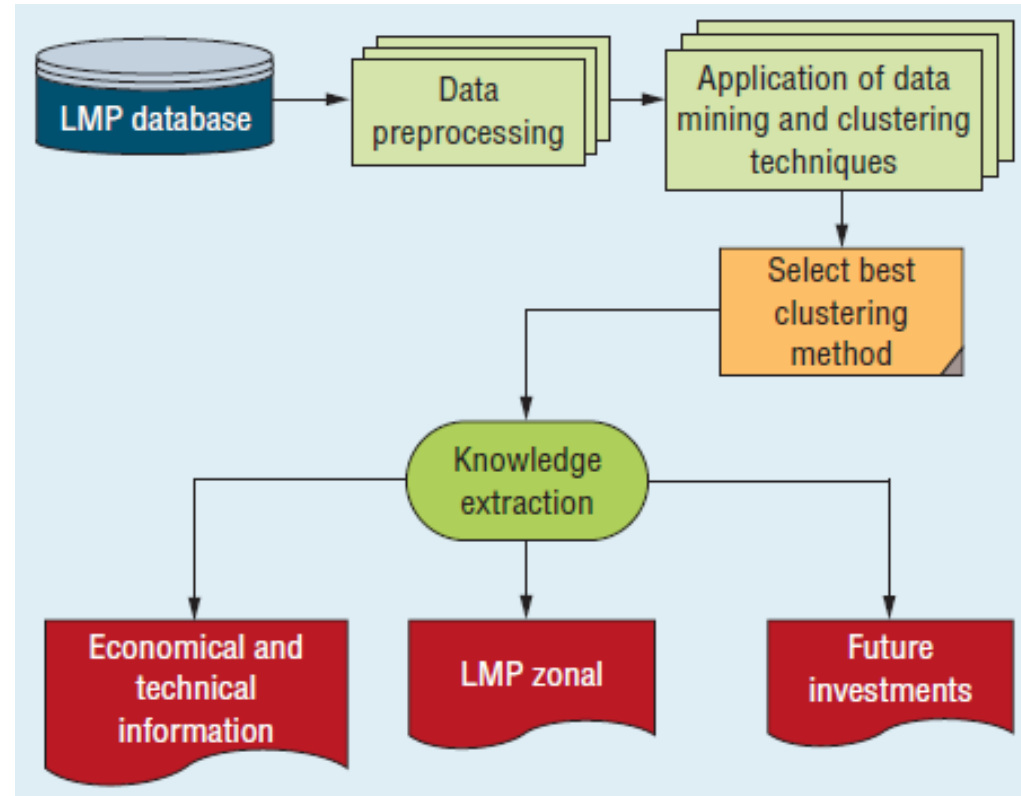 LMP database
Data
preprocessing
Application of data
mining and clustering
techniques
Select best
clustering
method
Knowledge
extraction
Economical and
technical
information
LMP zonal
Future
investments